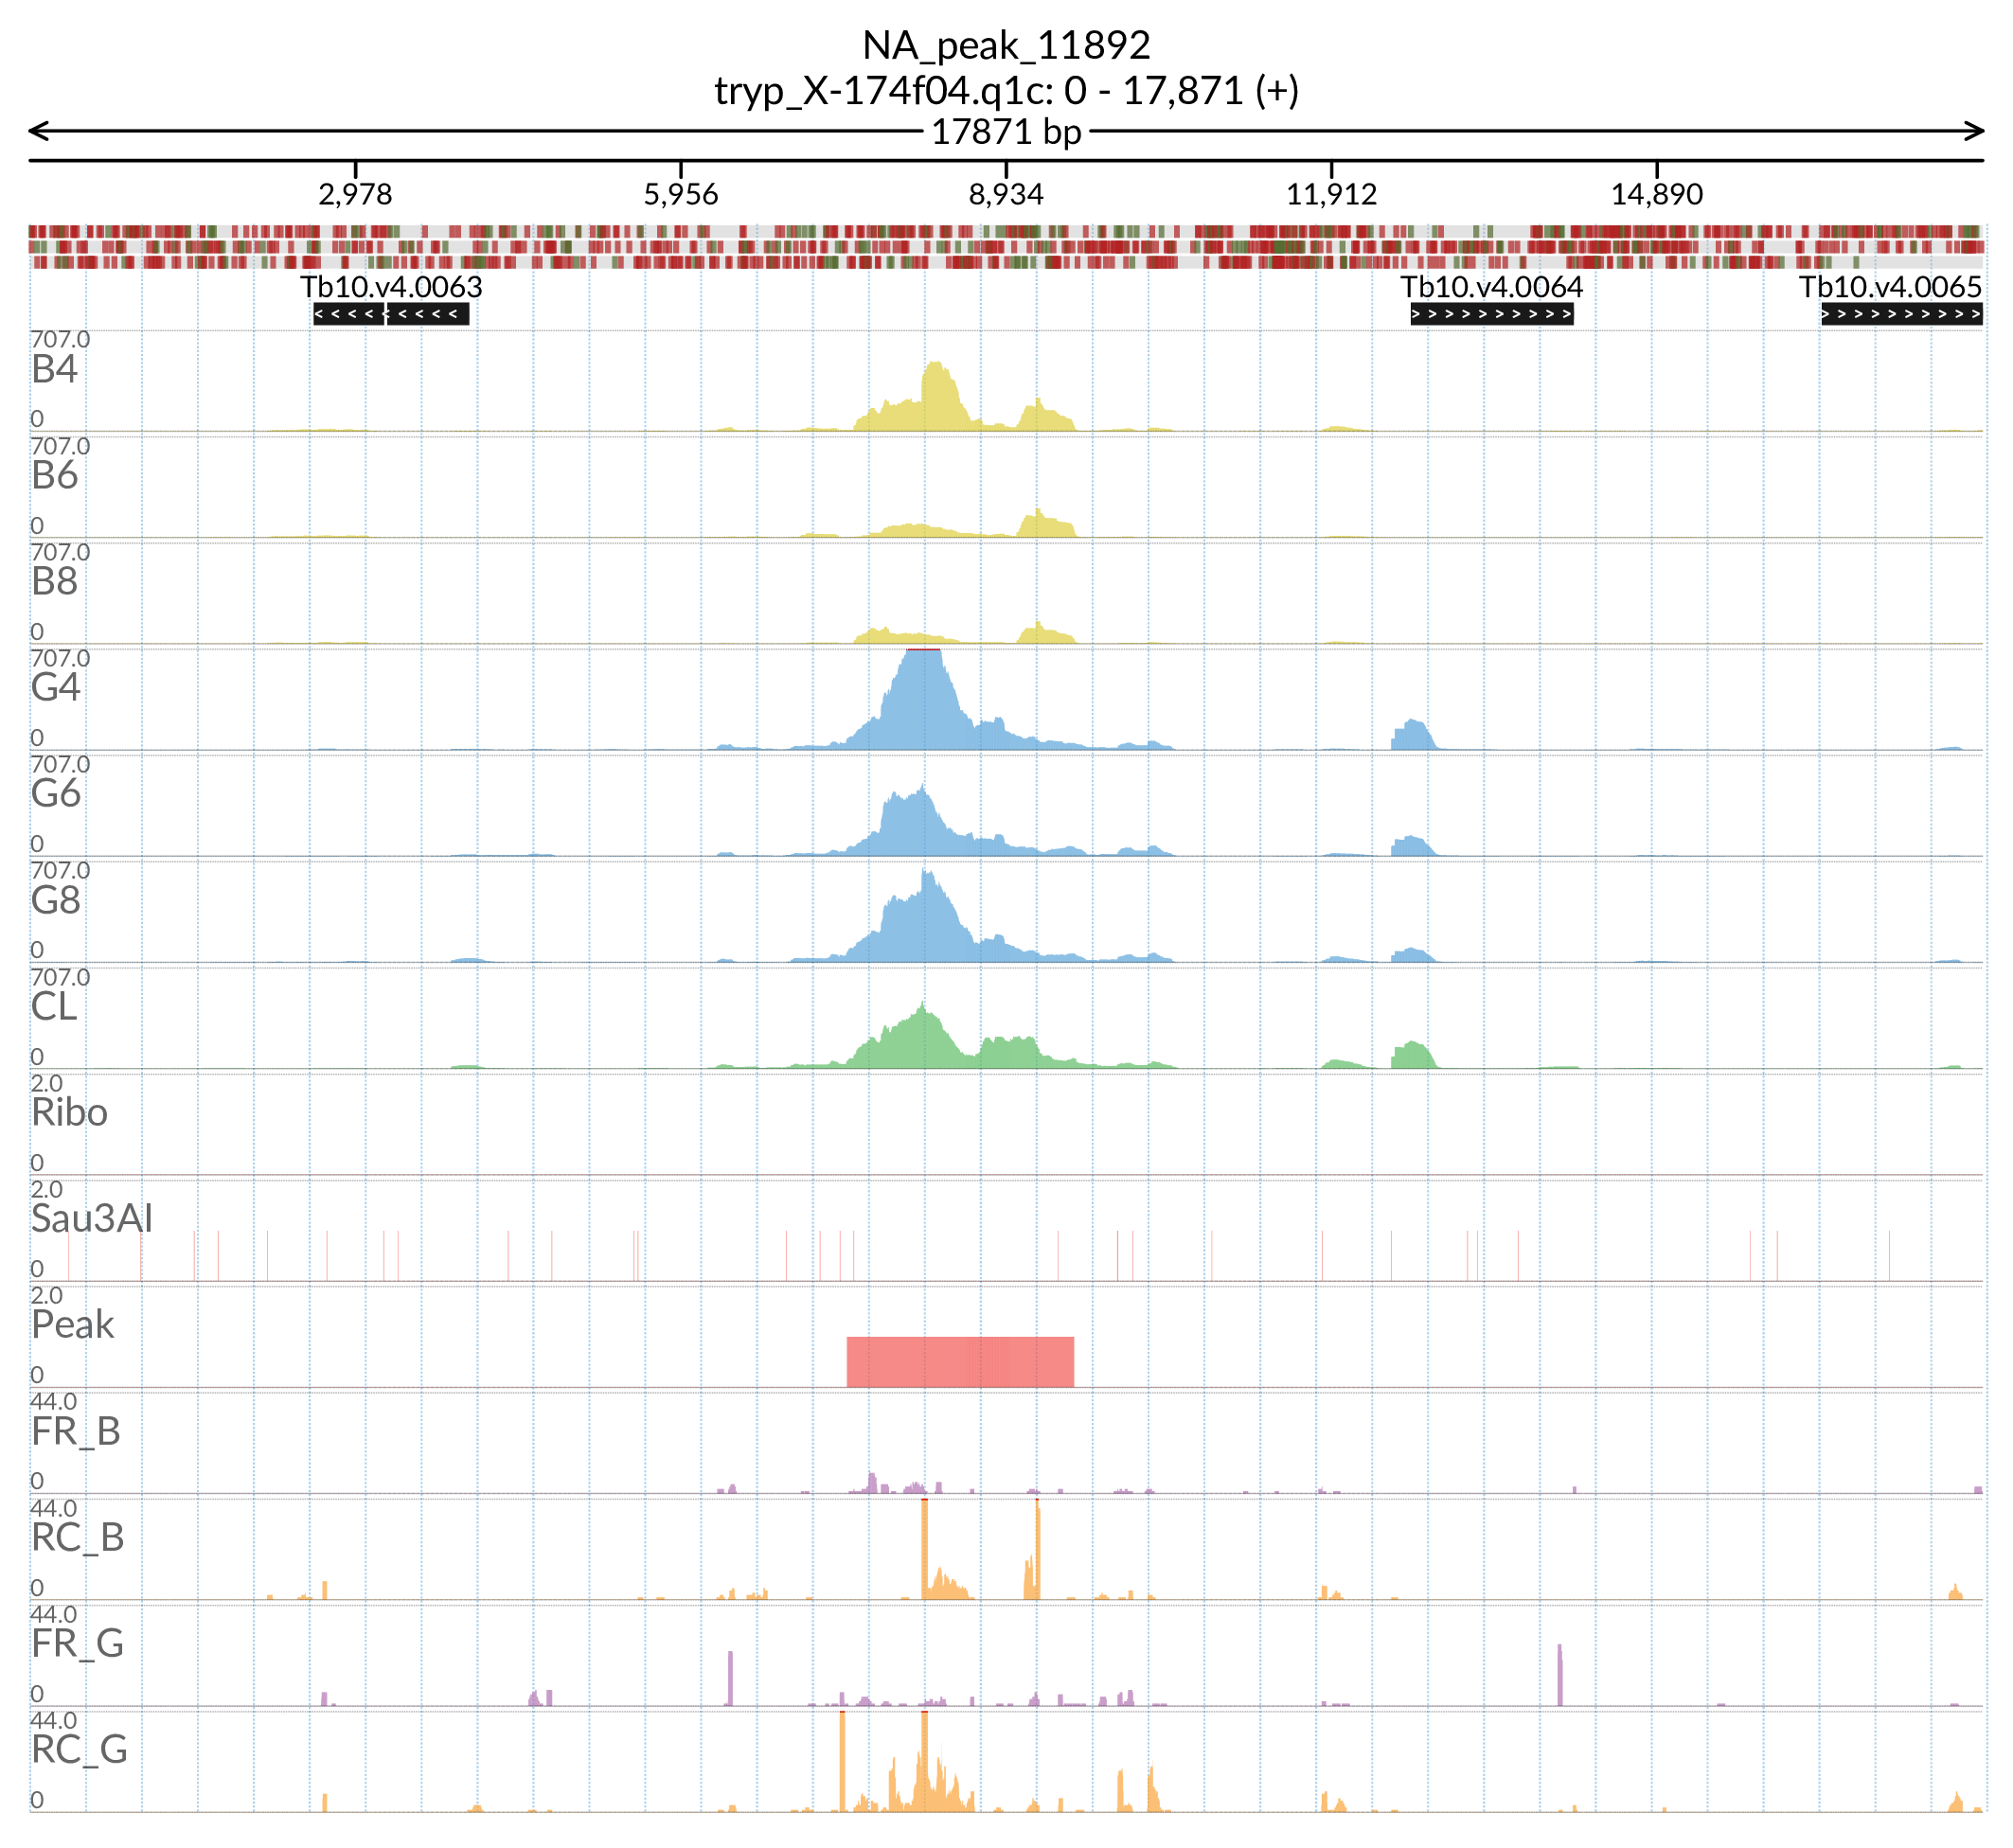 NA_peak_11892
tryp_X-174f04.q1c: 0 - 17,871 (+)
17871 bp
2,978 5,956 8,934 11,912 14,890
Tb10.v4.0063 Tb10.v4.0064 Tb10.v4.0065
707.0
B4
0
707.0
B6
0
707.0
B8
0
707.0
G4
0
707.0
G6
0
707.0
G8
0
707.0
CL
0
2.0
Ribo
0
2.0
Sau3AI
0
2.0
Peak
0
44.0
FR_B
0
44.0
RC_B
0
44.0
FR_G
0
44.0
RC_G
0